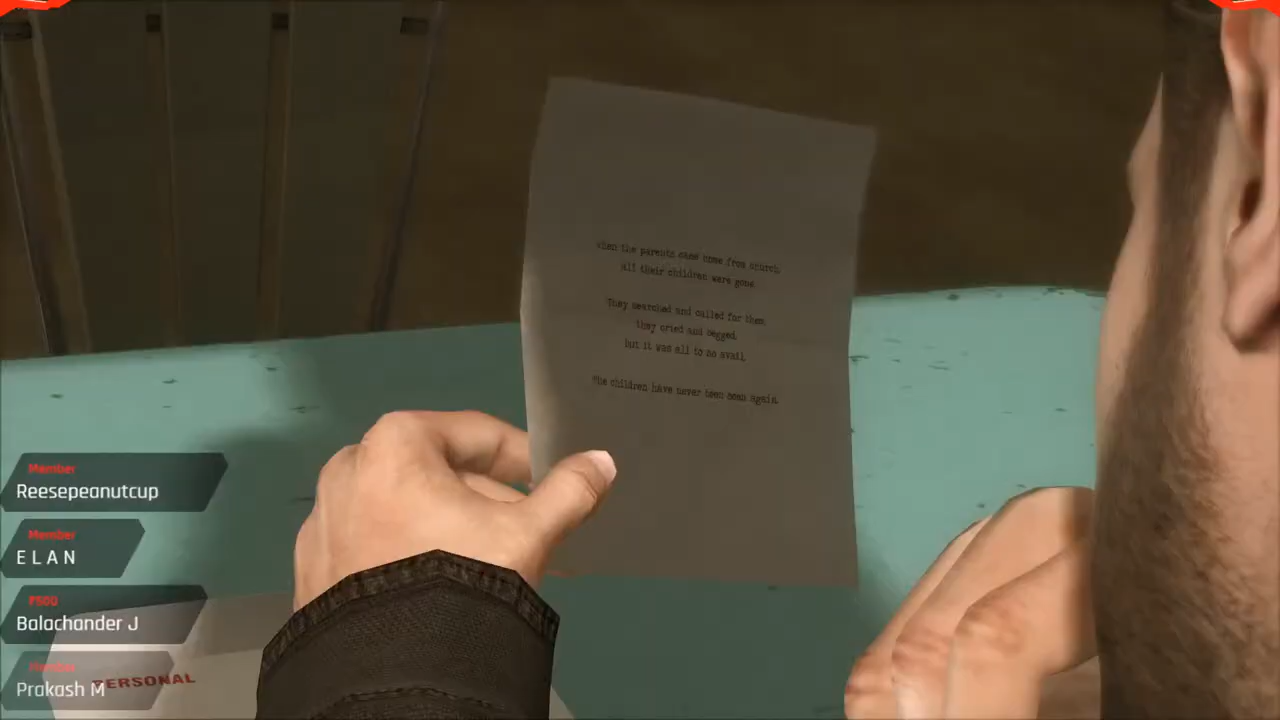 When the parents came home from church
all their children were gone
They searched and called for them
they cried and begged
but it was all to no avail
The children have never been seen again.
Member
Reesepeanutcup
Member
E L A N
₹500
Balachander J
Member
Prakash M
PERSONAL